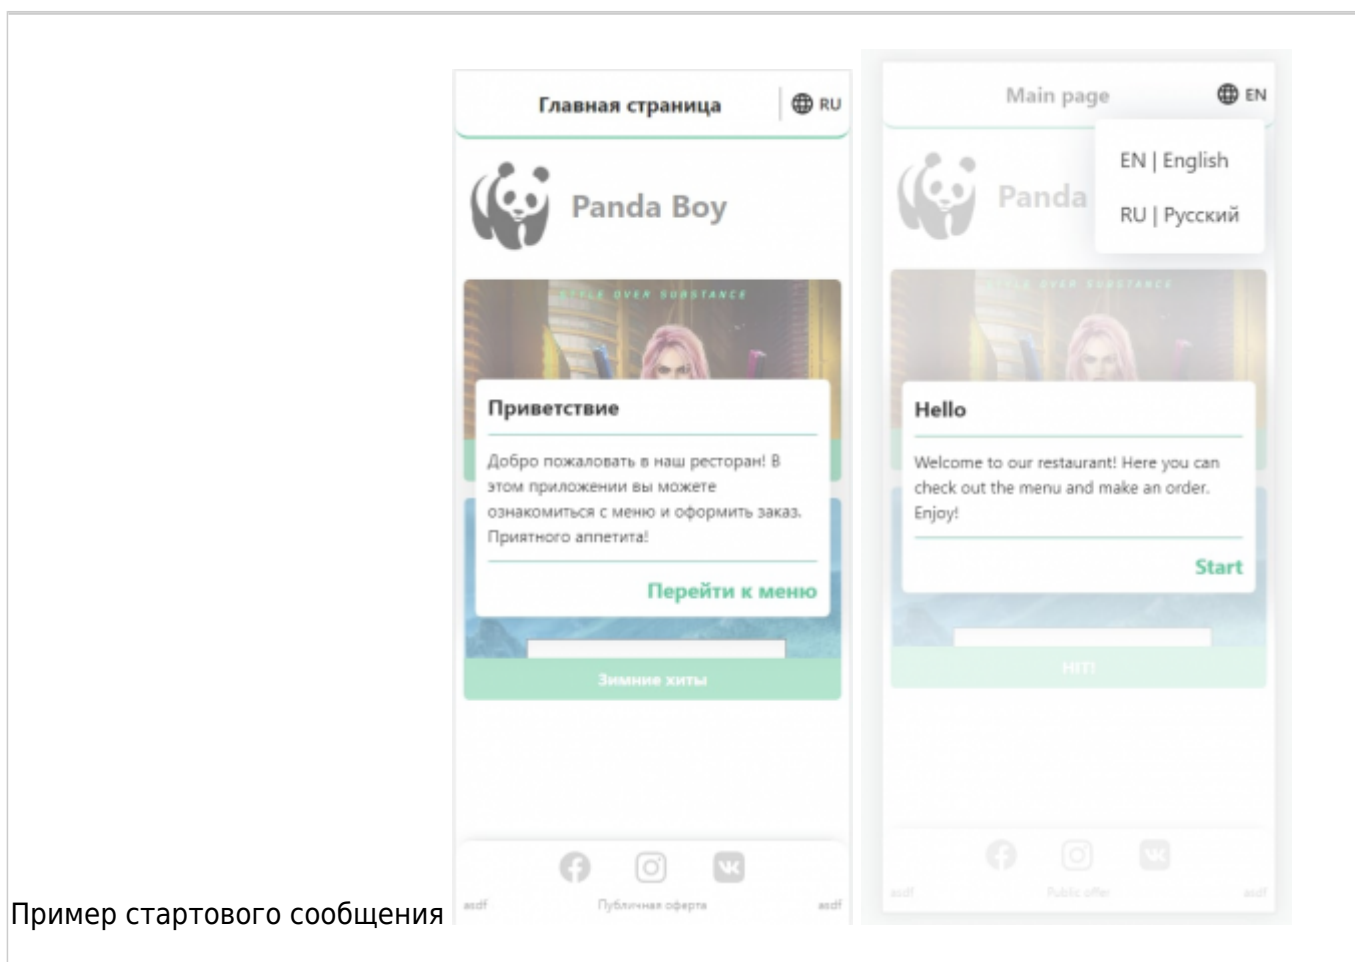 Главная страница
RU
Panda Boy
STYLE OVER SUBSTANCE
Приветствие
Добро пожаловать в наш ресторан! В
этом приложении вы можете
ознакомиться с меню и оформить заказ.
Приятного аппетита!
Перейти к меню
Зимние хиты
asdf
Публичная оферта
asdf
Main page
EN
EN | English
RU | Русский
Panda
STYLE OVER SUBSTANCE
Hello
Welcome to our restaurant! Here you can
check out the menu and make an order.
Enjoy!
Start
HIT!
asdf
Public offer
asdf
Пример стартового сообщения